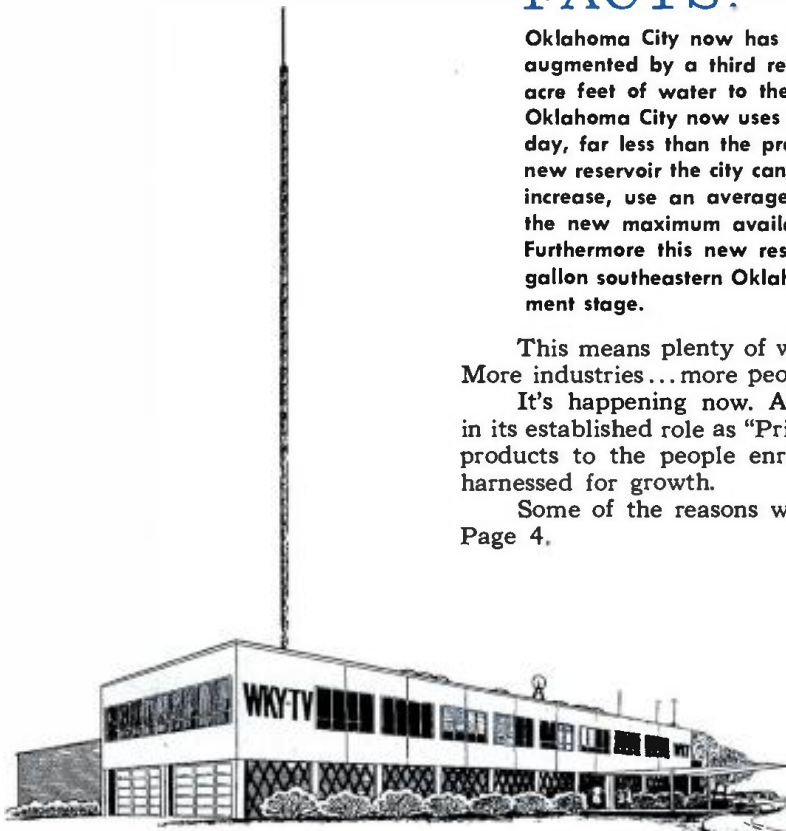 FACTS:
Oklahoma City now has
augmented by a third re
acre feet of water to the
Oklahoma City now uses
day, far less than the pr
new reservoir the city can
increase, use an average
the new maximum avail
Furthermore this new res
gallon southeastern Oklah
ment stage.
This means plenty of w
More industries...more peo
It's happening now. A
in its established role as "Pri
products to the people enr
harnessed for growth.
Some of the reasons w
Page 4.
WKY-TV
WKY